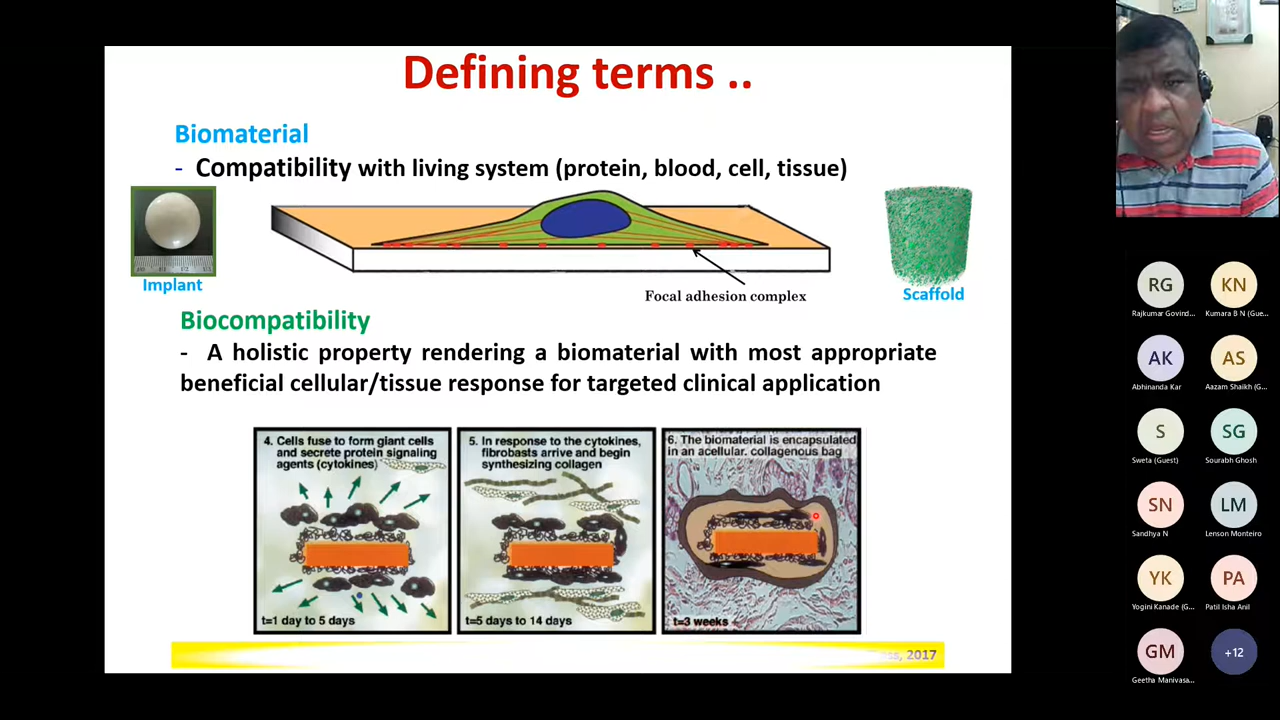 Defining terms ..
Biomaterial
- Compatibility with living system (protein, blood, cell, tissue)
Implant
Focal adhesion complex
Scaffold
Biocompatibility
- A holistic property rendering a biomaterial with most appropriate
beneficial cellular/tissue response for targeted clinical application
4. Cells fuse to form giant cells
and secrete protein signaling
agents (cytokines)
t=1 day to 5 days
5. In response to the cytokines,
fibrobasts arrive and begin
synthesizing collagen
t=5 days to 14 days
6. The biomaterial is encapsulated
in an acellular. collagenous bag
t=3 weeks
2017
RG
Rajkumar Govind...
KN
Kumara B N (Gue...
AK
Abhinanda Kar
AS
Aazam Shaikh (G...
S
Sweta (Guest)
SG
Sourabh Ghosh
SN
Sandhya N
LM
Lenson Monteiro
YK
Yogini Kanade (G...
PA
Patil Isha Anil
GM
Geetha Manivasa...
+12